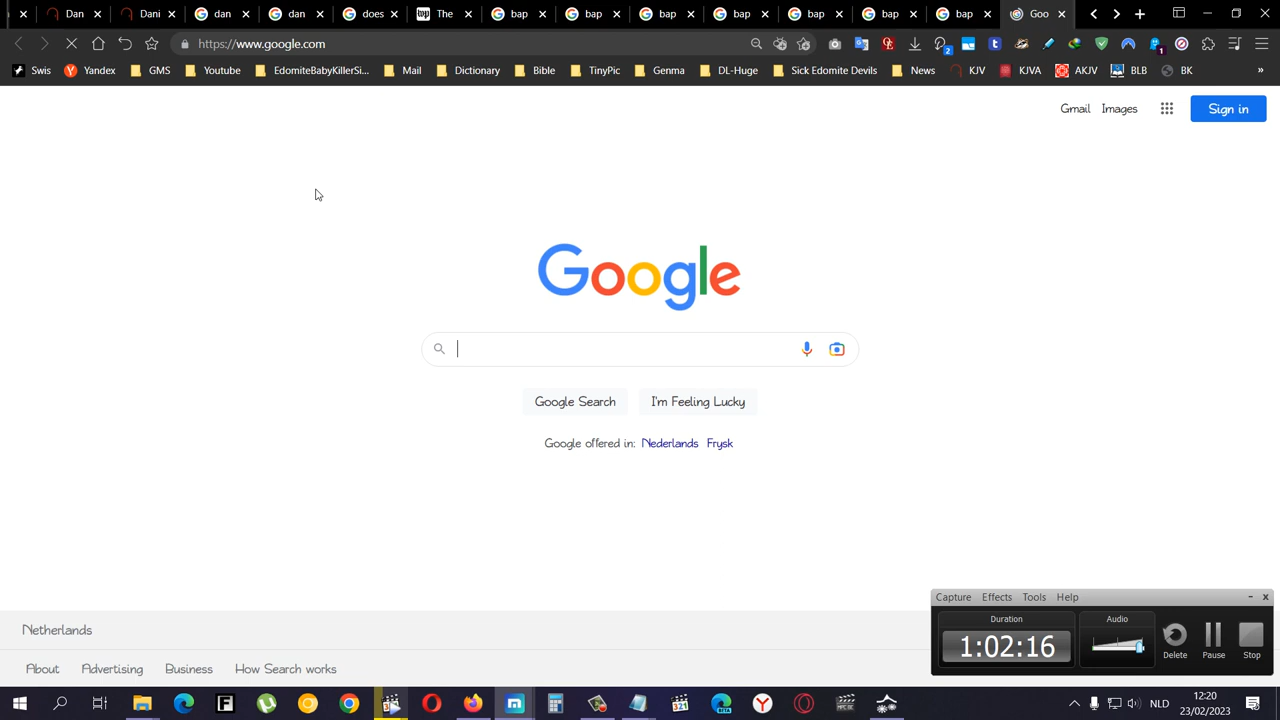 Dan
Dani
dan
dan
does
The
bap
bap
bap
bap
bap
bap
bap
Goo
https://www.google.com
2
1
Swis
Yandex
GMS
Youtube
EdomiteBabyKillerSi...
Mail
Dictionary
Bible
TinyPic
Genma
DL-Huge
Sick Edomite Devils
News
KJV
KJVA
AKJV
BLB
BK
»
Gmail
Images
Sign in
Google
Google Search
I'm Feeling Lucky
Google offered in: Nederlands Frysk
Capture Effects Tools Help
Duration
Audio
1:02:16
Delete
Pause
Stop
Netherlands
About
Advertising
Business
How Search works
NLD
12:20
23/02/2023